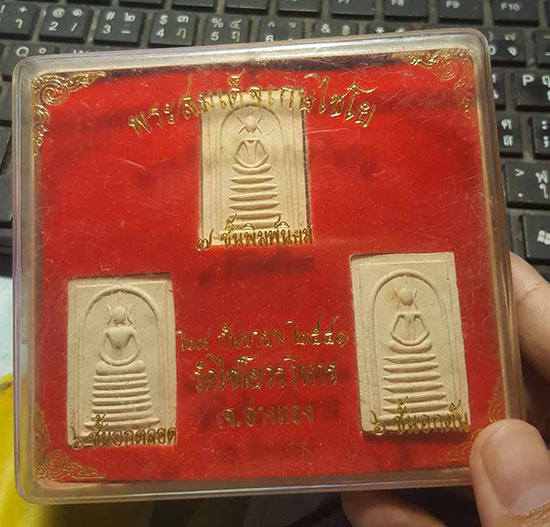 พระสมเด็จเกษไชโย
๗ ชั้นพิมพ์นิยม
๒๙ กันยายน ๒๕๔๑
วัดไชโยวรวิหาร
จ.อ่างทอง
๖ ชั้นอกตลอด
๖ ชั้นอกตัน